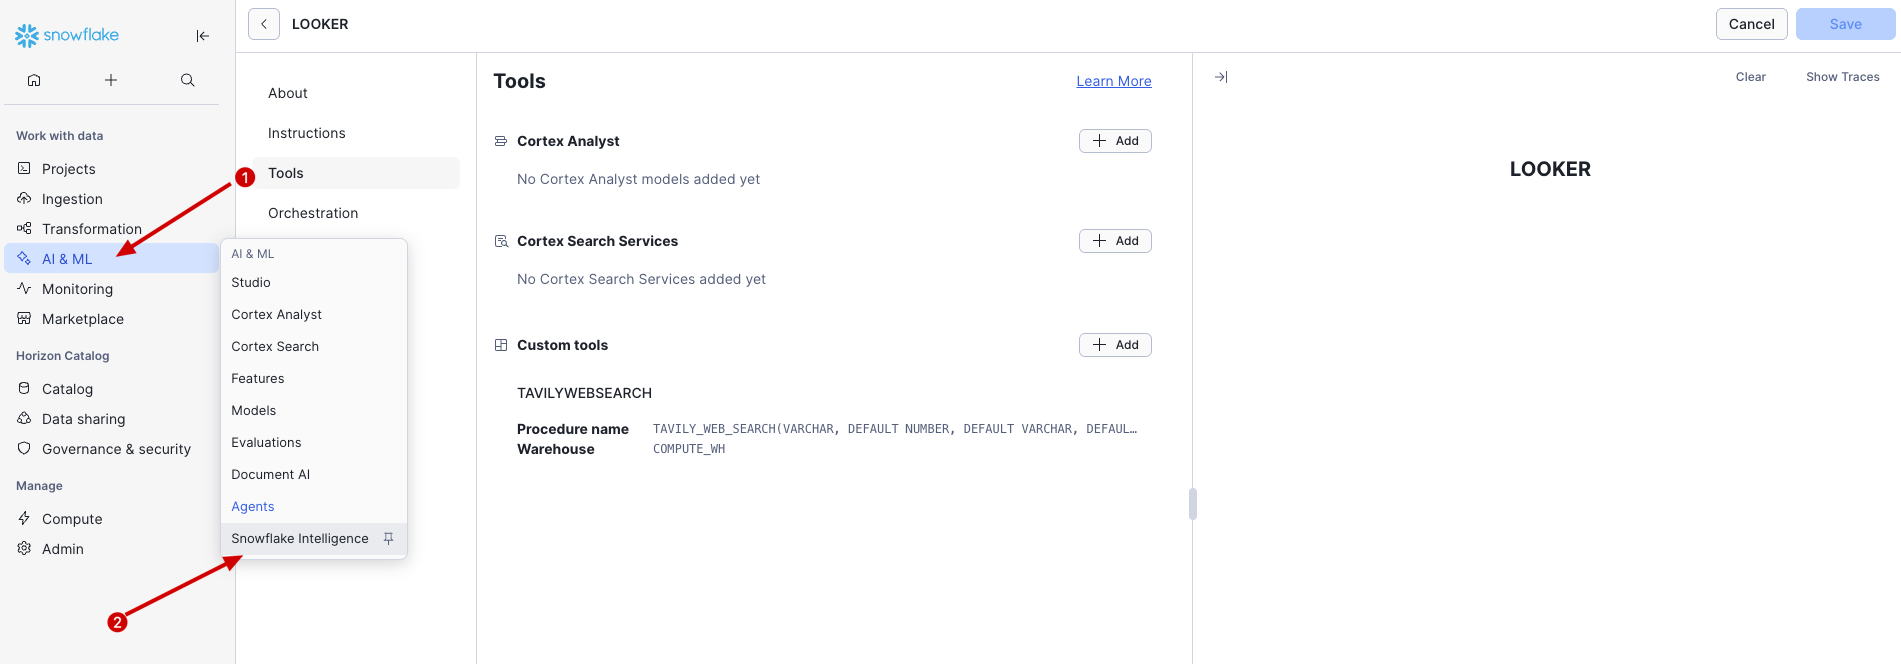 snowflake
Work with data
Projects
Ingestion
Transformation
AI & ML
Monitoring
Marketplace
Horizon Catalog
Catalog
Data sharing
Governance & security
Manage
Compute
Admin
1
2
AI & ML
Studio
Cortex Analyst
Cortex Search
Features
Models
Evaluations
Document AI
Agents
Snowflake Intelligence
LOOKER
Cancel
Save
About
Instructions
Tools
Orchestration
Tools
Learn More
Cortex Analyst
Add
No Cortex Analyst models added yet
Cortex Search Services
Add
No Cortex Search Services added yet
Custom tools
Add
TAVILYWEBSEARCH
Procedure name TAVILY_WEB_SEARCH(VARCHAR, DEFAULT NUMBER, DEFAULT VARCHAR, DEFAUL…
Warehouse COMPUTE_WH
Clear
Show Traces
LOOKER